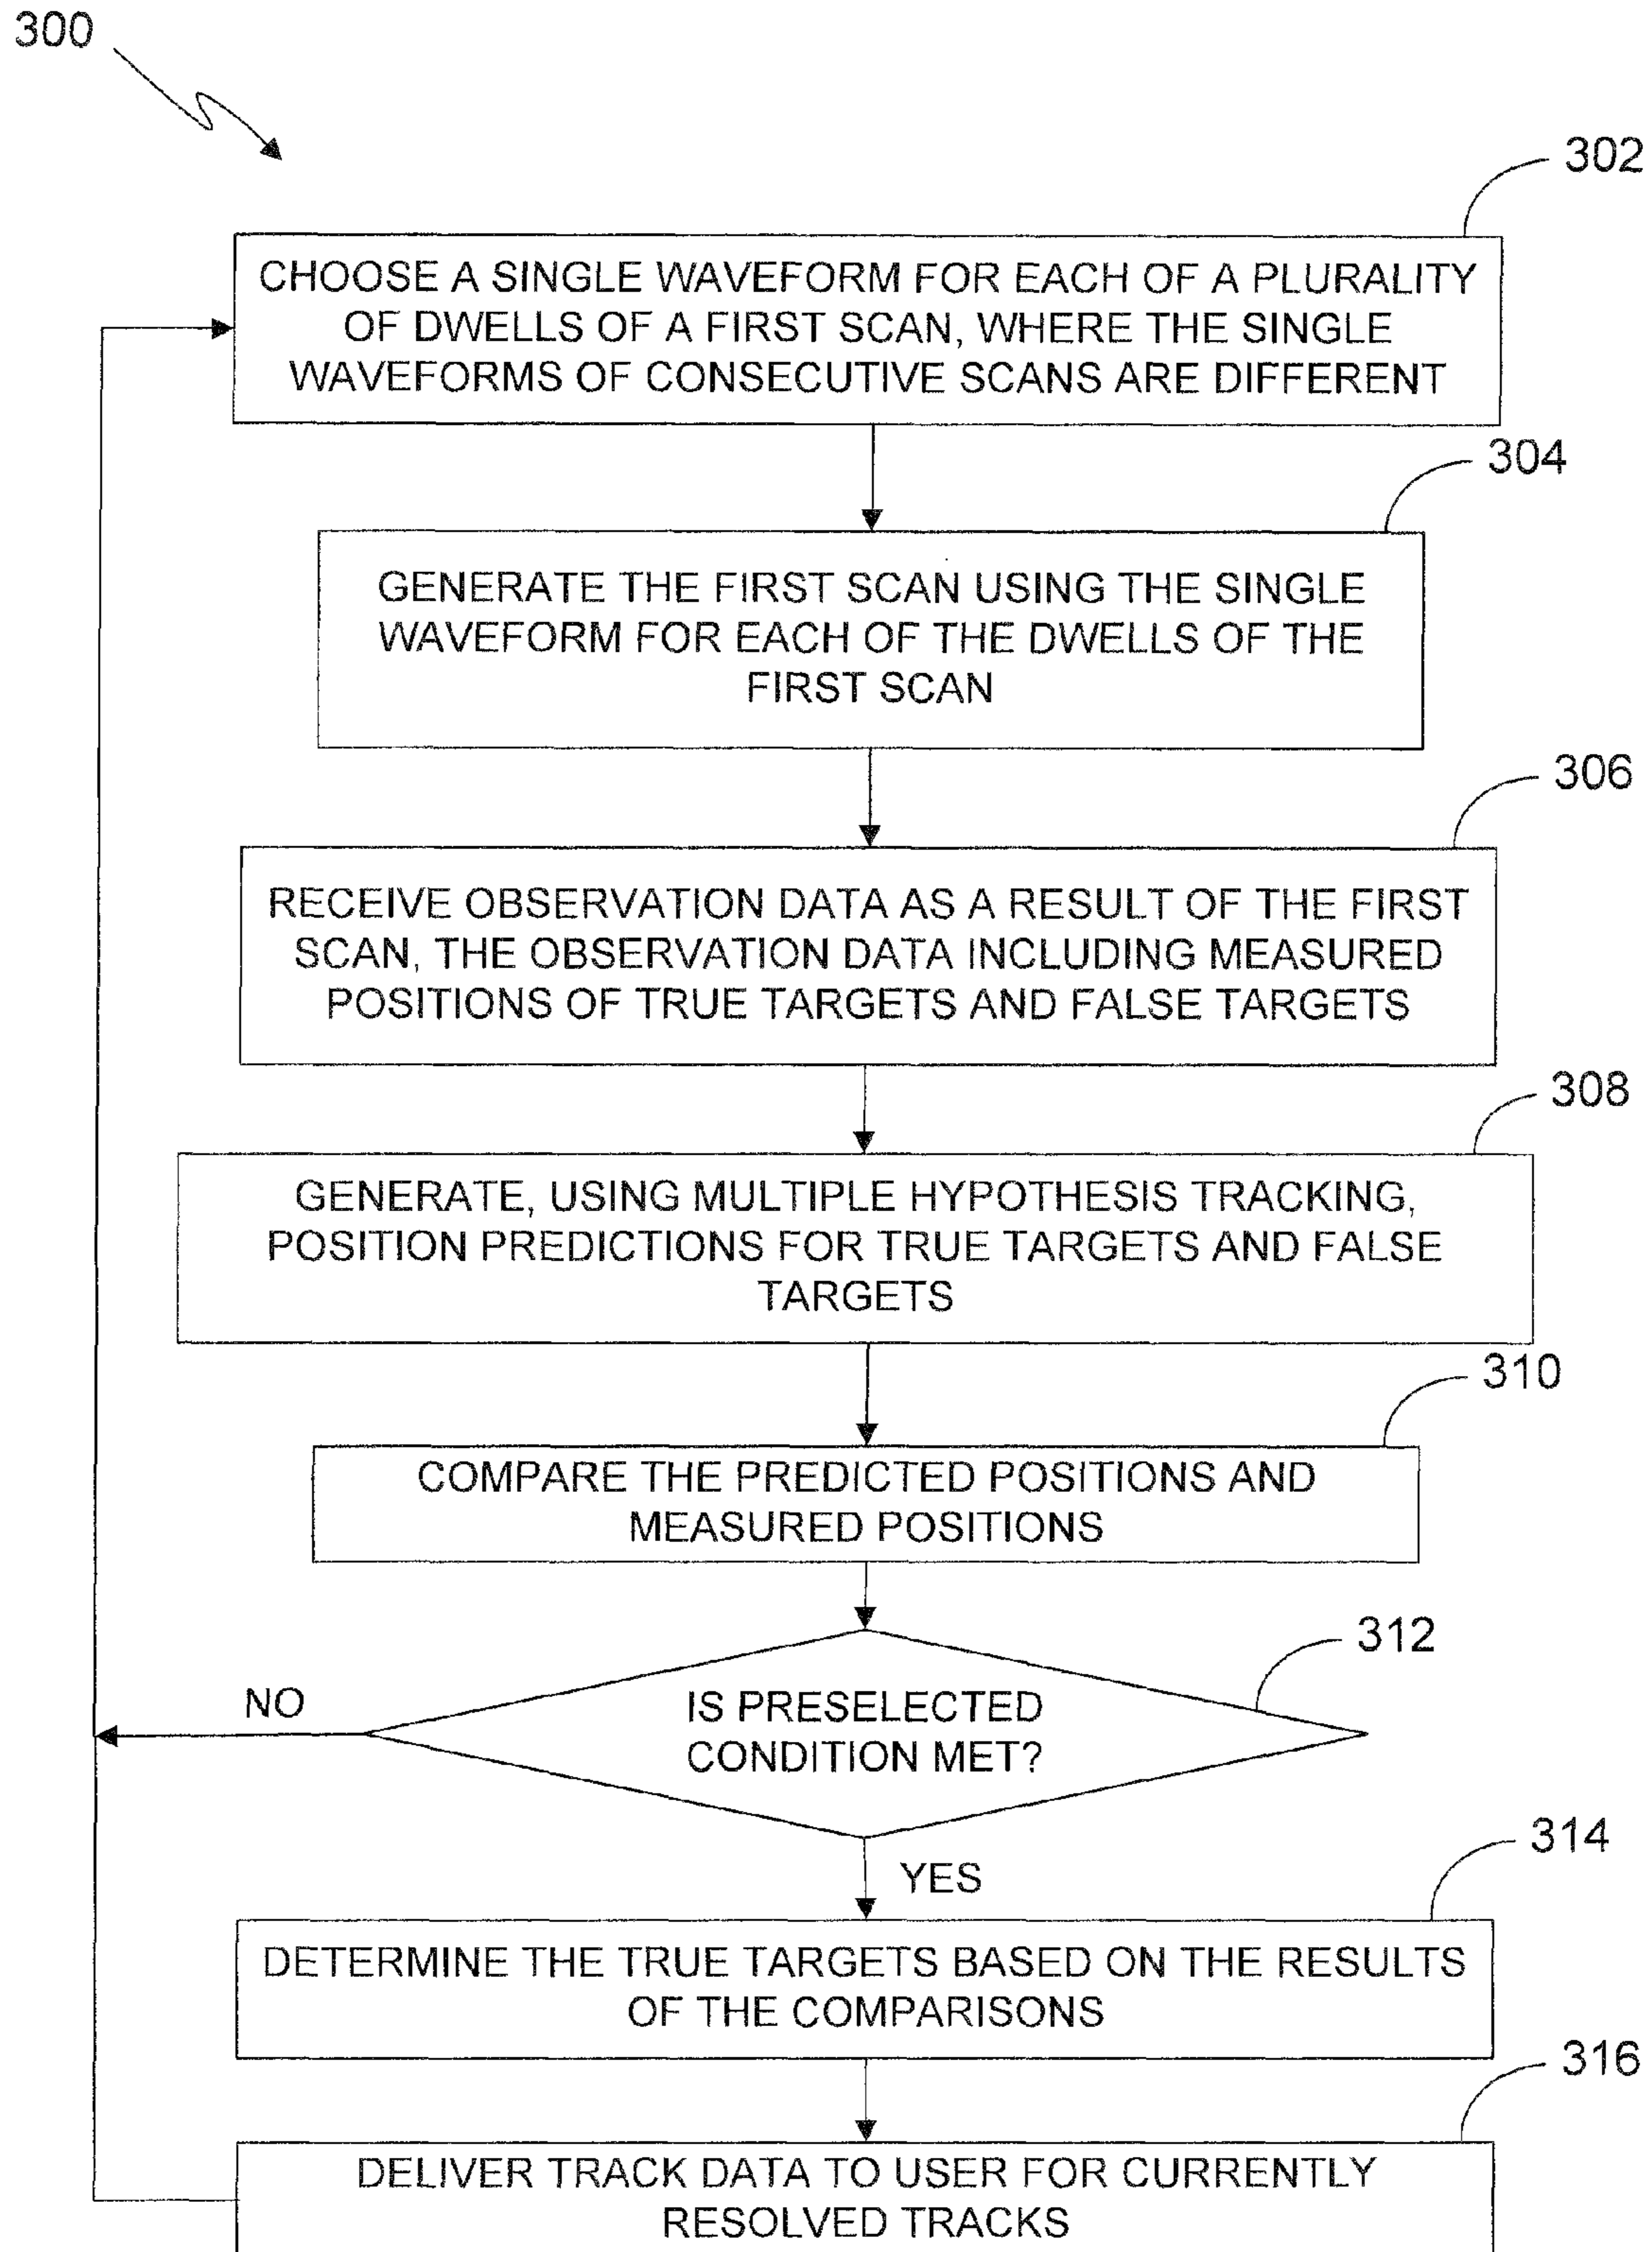 300
302
CHOOSE A SINGLE WAVEFORM FOR EACH OF A PLURALITY
OF DWELLS OF A FIRST SCAN, WHERE THE SINGLE
WAVEFORMS OF CONSECUTIVE SCANS ARE DIFFERENT
304
GENERATE THE FIRST SCAN USING THE SINGLE
WAVEFORM FOR EACH OF THE DWELLS OF THE
FIRST SCAN
306
RECEIVE OBSERVATION DATA AS A RESULT OF THE FIRST
SCAN, THE OBSERVATION DATA INCLUDING MEASURED
POSITIONS OF TRUE TARGETS AND FALSE TARGETS
308
GENERATE, USING MULTIPLE HYPOTHESIS TRACKING,
POSITION PREDICTIONS FOR TRUE TARGETS AND FALSE
TARGETS
310
COMPARE THE PREDICTED POSITIONS AND
MEASURED POSITIONS
312
NO
IS PRESELECTED
CONDITION MET?
YES
314
DETERMINE THE TRUE TARGETS BASED ON THE RESULTS
OF THE COMPARISONS
316
DELIVER TRACK DATA TO USER FOR CURRENTLY
RESOLVED TRACKS